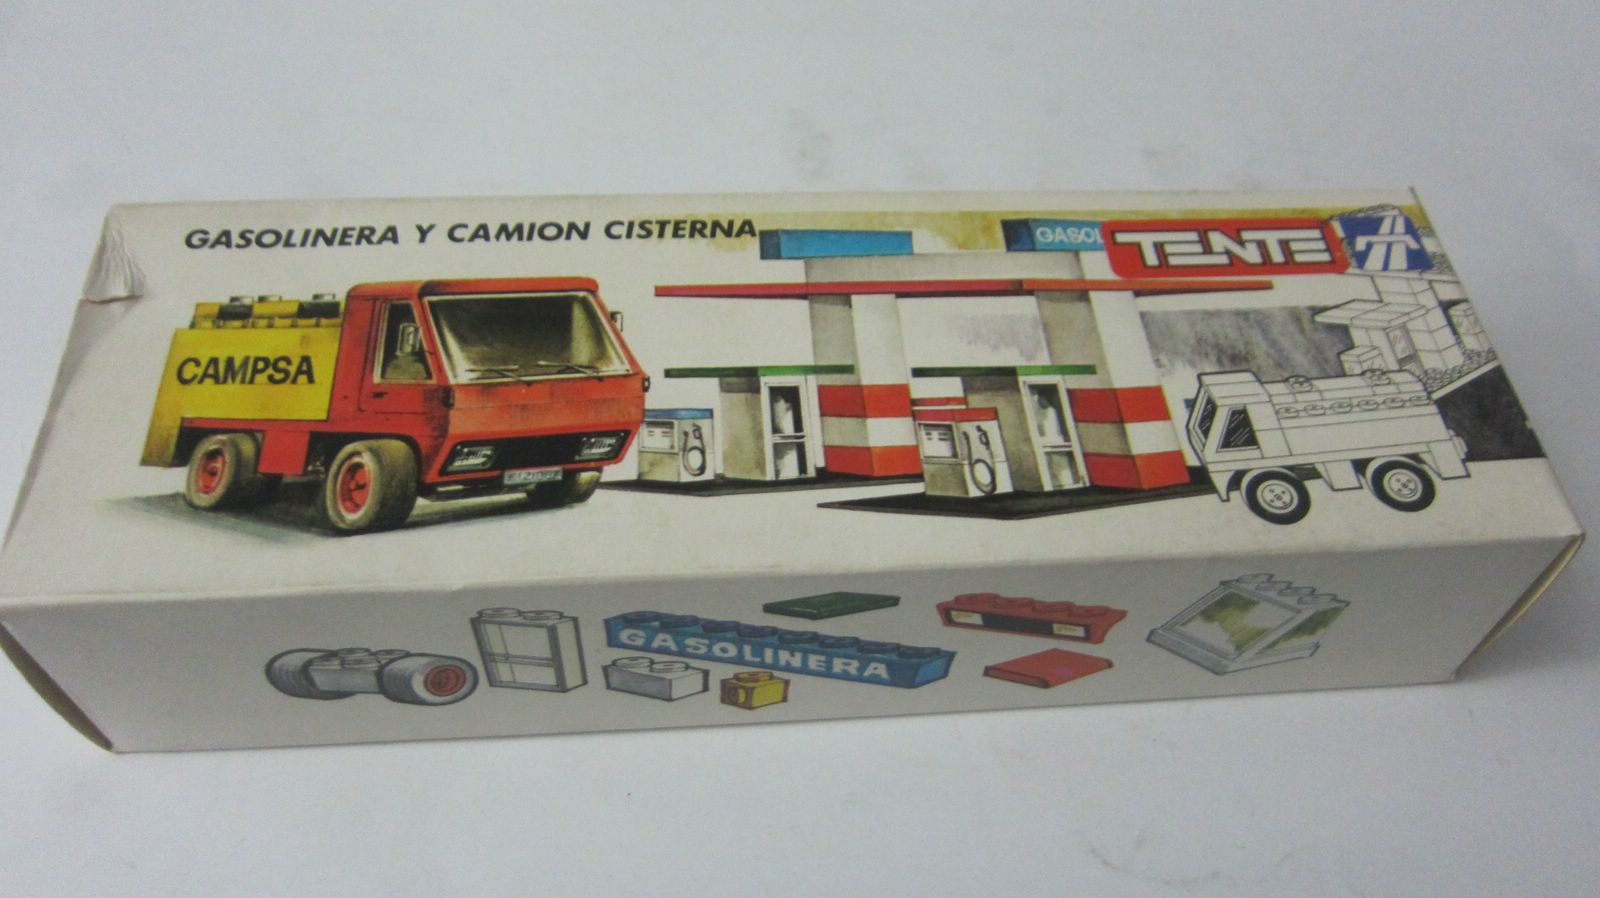 GASOLINERA Y CAMION CISTERNA
GASOL
TENTE
CAMPSA
GASOLINERA